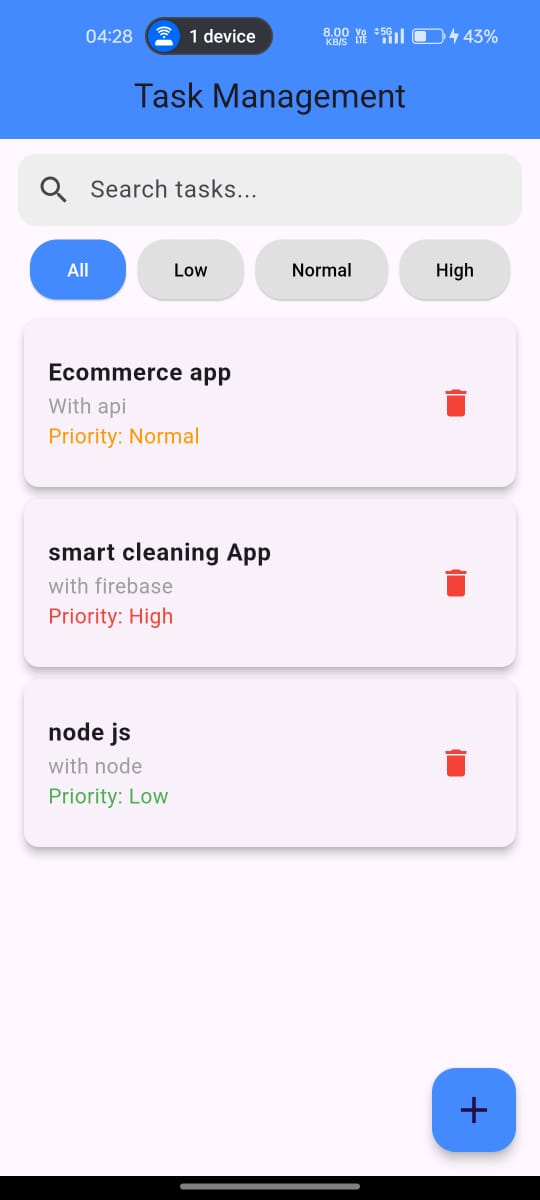 04:28 1 device 8.00 KB/S Vo LTE 5G 43%
Task Management
Search tasks...
All Low Normal High
Ecommerce app
With api
Priority: Normal
smart cleaning App
with firebase
Priority: High
node js
with node
Priority: Low